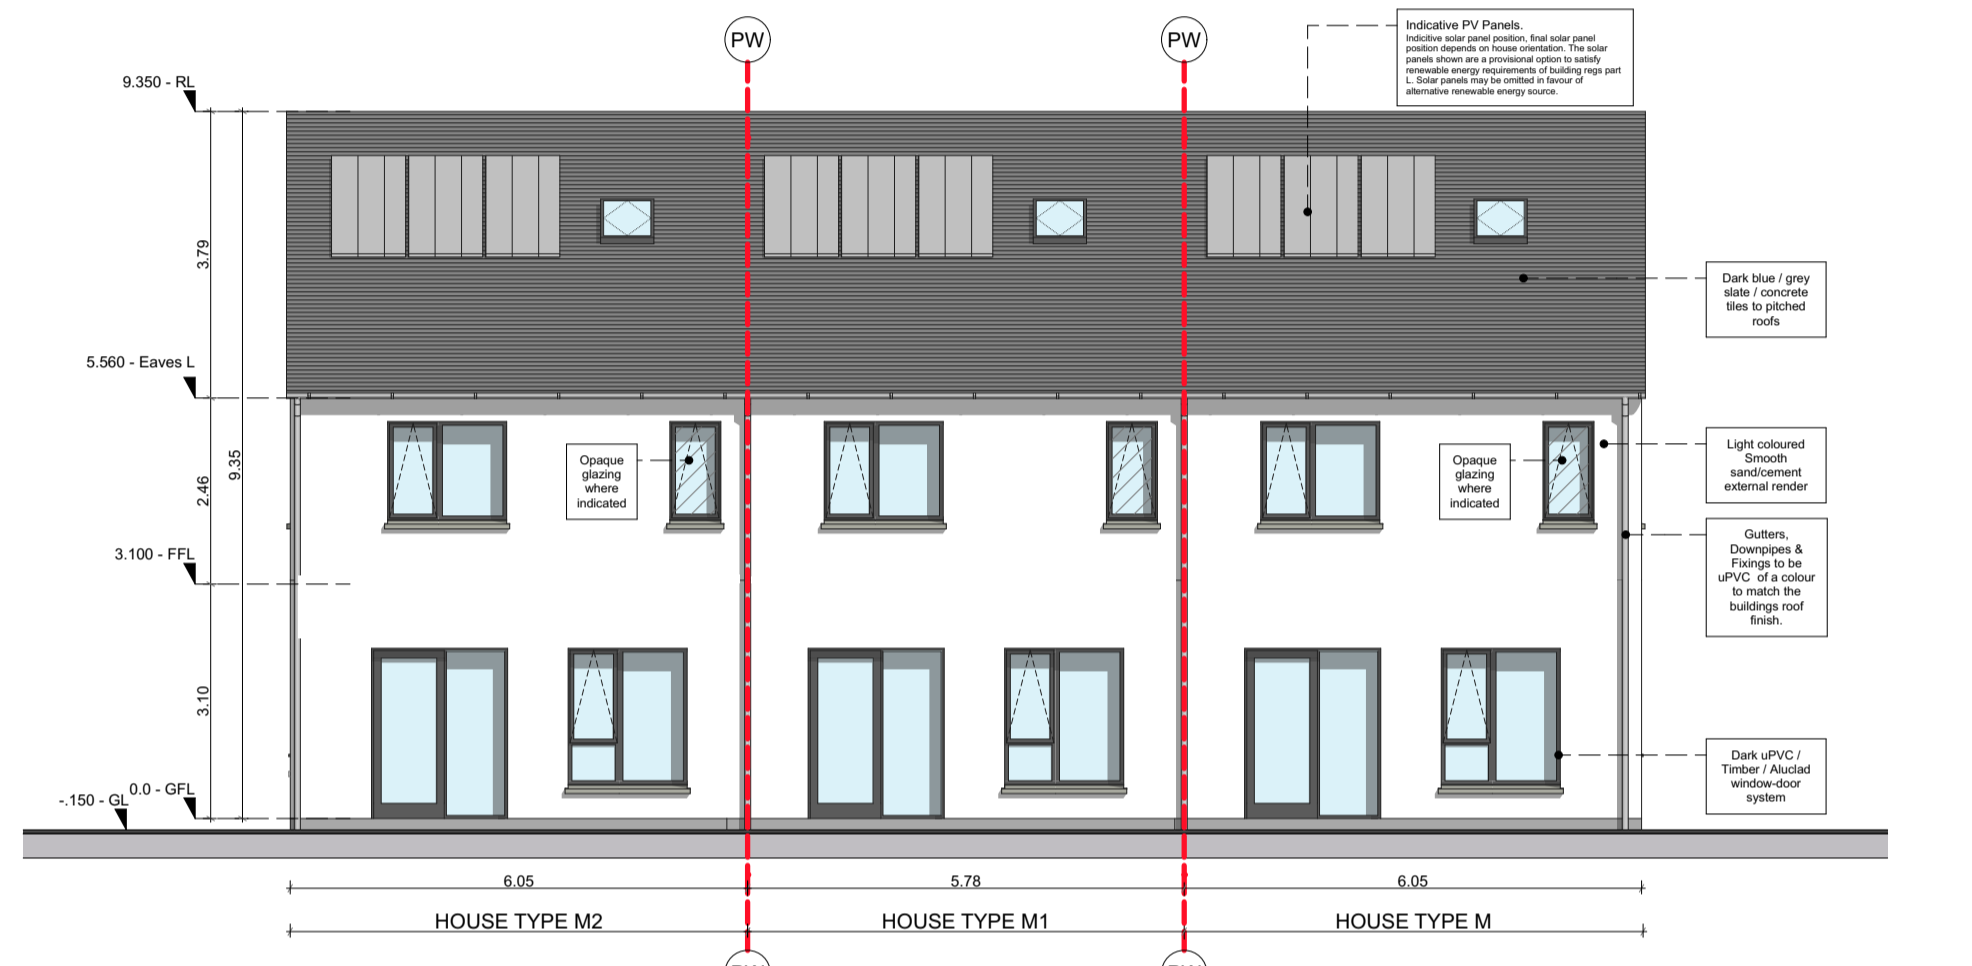 PW
PW
Indicative PV Panels.
Indicitive solar panel position, final solar panel
position depends on house orientation. The solar
panels shown are a provisional option to satisfy
renewable energy requirements of building regs part
L. Solar panels may be omitted in favour of
alternative renewable energy source.
9.350 - RL
3.79
Dark blue / grey
slate / concrete
tiles to pitched
roofs
5.560 - Eaves L
9.35
2.46
Opaque
glazing
where
indicated
Opaque
glazing
where
indicated
Light coloured
Smooth
sand/cement
external render
3.100 - FFL
Gutters,
Downpipes &
Fixings to be
uPVC of a colour
to match the
buildings roof
finish.
3.10
Dark uPVC /
Timber / Aluclad
window-door
system
0.0 - GFL
-.150 - GL
6.05
5.78
6.05
HOUSE TYPE M2
HOUSE TYPE M1
HOUSE TYPE M